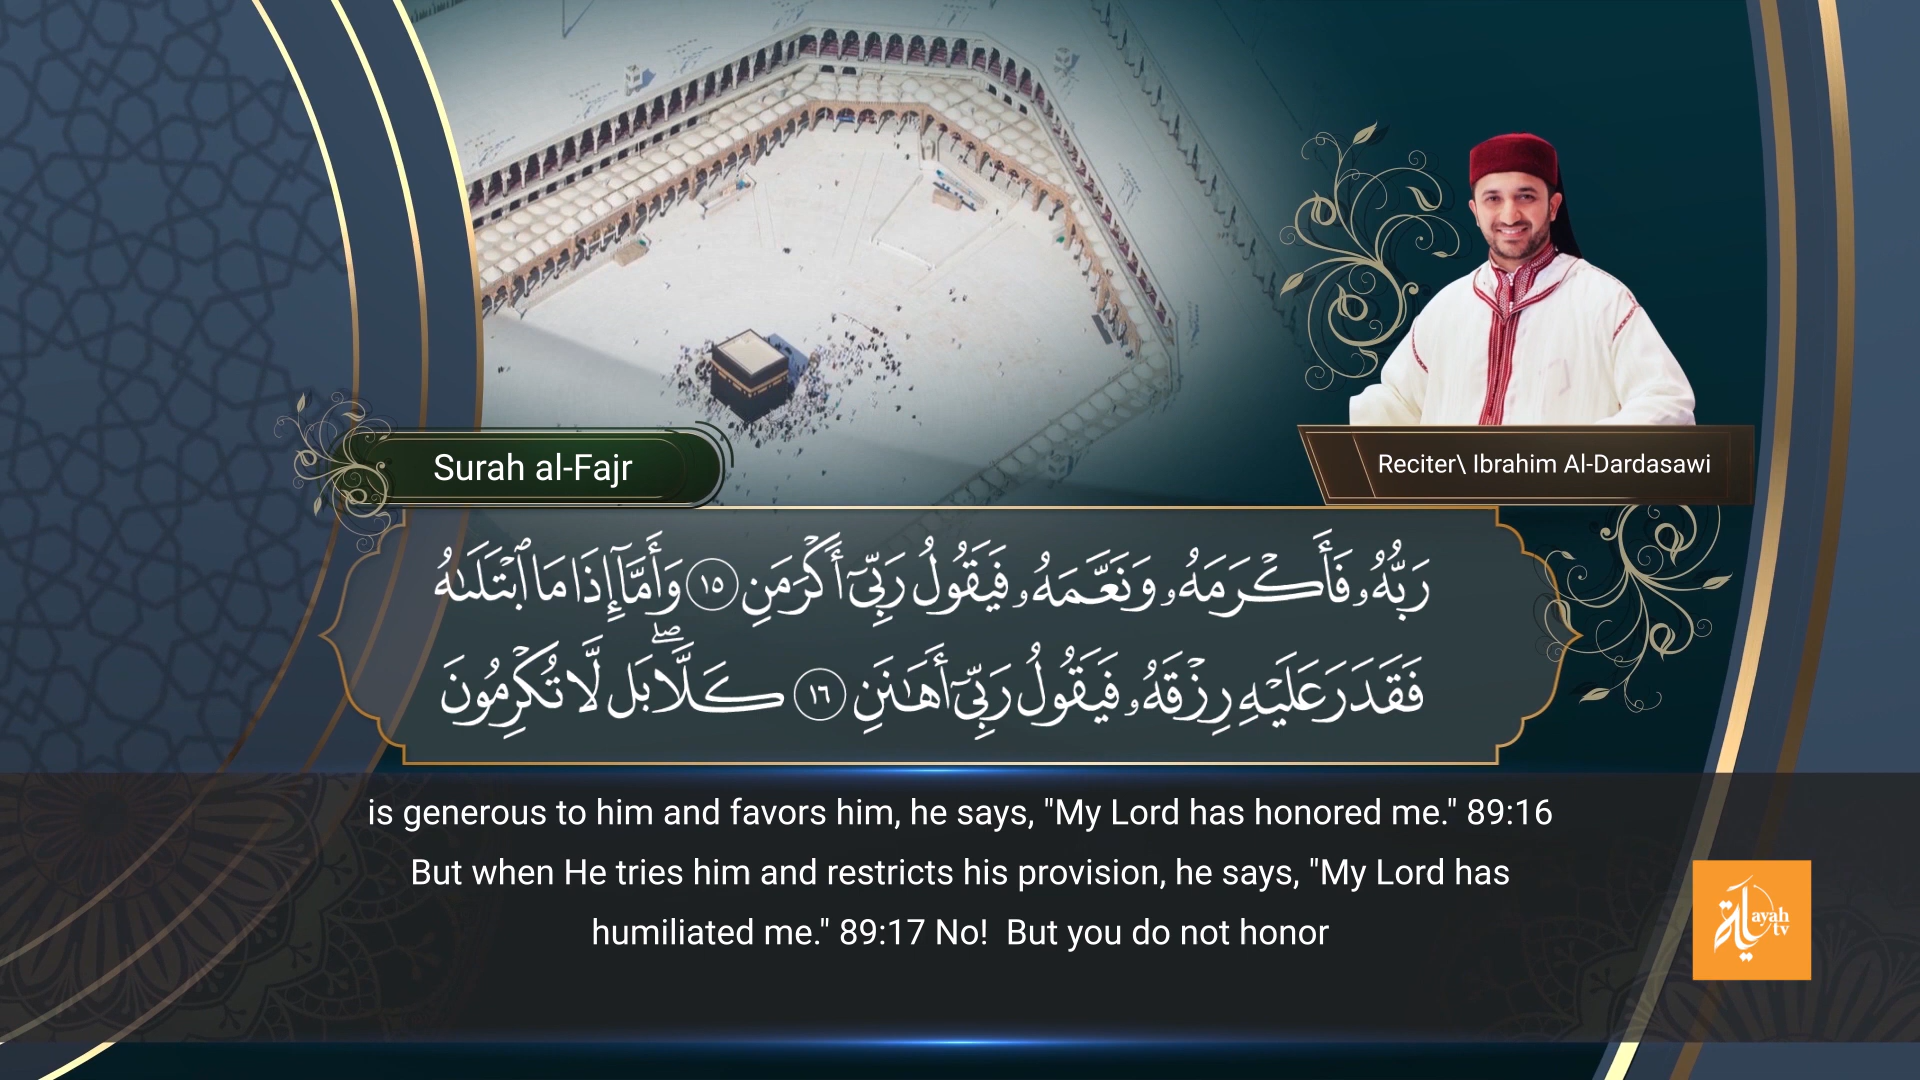 Surah al-Fajr
Reciter\ Ibrahim Al-Dardasawi
رَبُّهُۥ فَأَكْرَمَهُۥ وَنَعَّمَهُۥ فَيَقُولُ رَبِّىٓ أَكْرَمَنِ ١٥ وَأَمَّآ إِذَا مَا ٱبْتَلَىٰهُ
فَقَدَرَ عَلَيْهِ رِزْقَهُۥ فَيَقُولُ رَبِّىٓ أَهَٰنَنِ ١٦ كَلَّا ۖ بَل لَّا تُكْرِمُونَ
is generous to him and favors him, he says, "My Lord has honored me." 89:16
But when He tries him and restricts his provision, he says, "My Lord has
humiliated me." 89:17 No!  But you do not honor
آية
ayah
tv